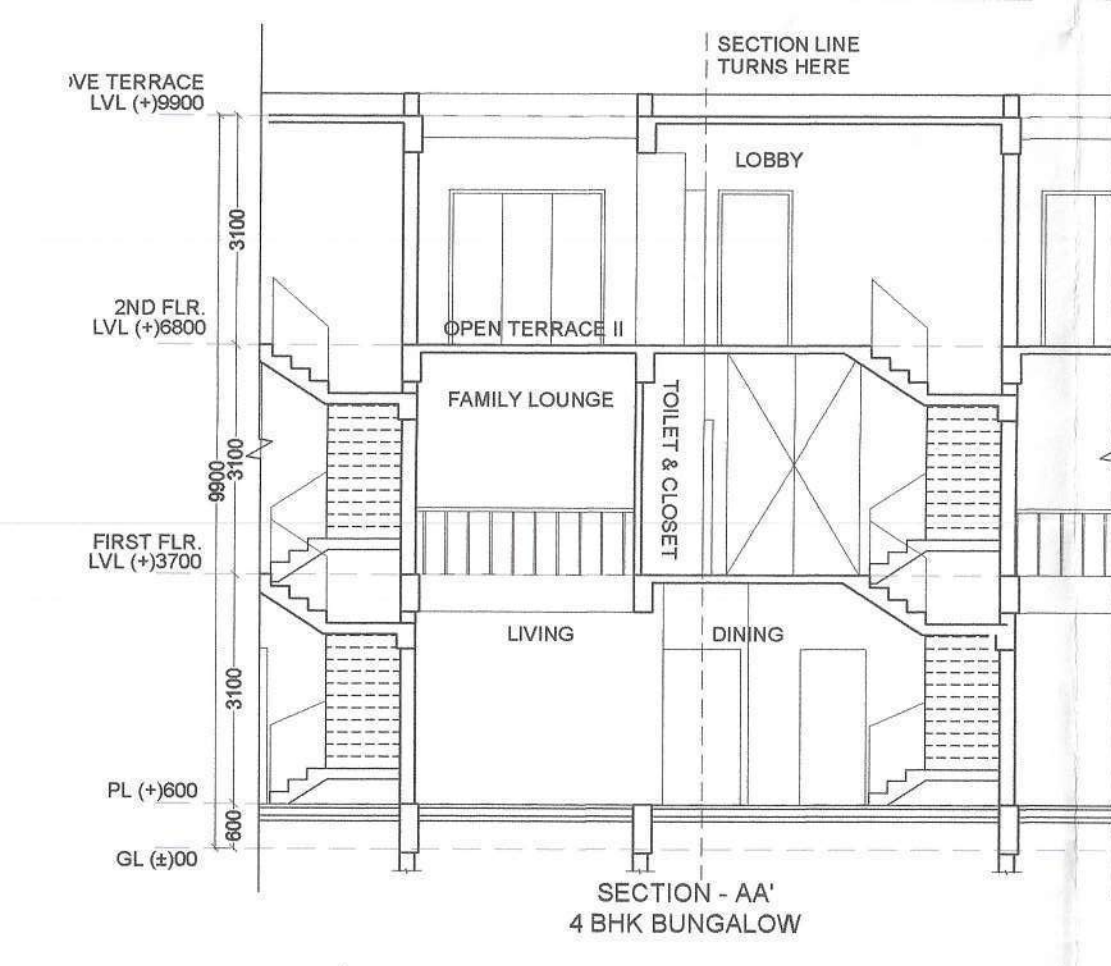 SECTION LINE
TURNS HERE
VE TERRACE
LVL (+)9900
LOBBY
3100
2ND FLR.
LVL (+)6800
OPEN TERRACE II
FAMILY LOUNGE
TOILET & CLOSET
3100
9900
FIRST FLR.
LVL (+)3700
LIVING
DINING
3100
PL (+)600
600
GL (±)00
SECTION - AA'
4 BHK BUNGALOW